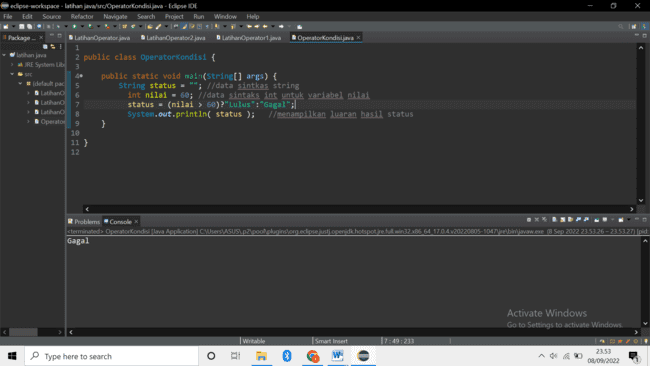 eclipse-workspace - latihan java/src/OperatorKondisi.java - Eclipse IDE
File Edit Source Refactor Navigate Search Project Run Window Help
Package ...
latihan java
JRE System Libr
src
(default pac
LatihanO
LatihanO
LatihanO
Operator
LatihanOperator.java LatihanOperator2.java LatihanOperator1.java OperatorKondisi.java
1
2 public class OperatorKondisi {
3
4 public static void main(String[] args) {
5 String status = ""; //data sintkas string
6 int nilai = 60; //data sintaks int untuk variabel nilai
7 status = (nilai > 60)?"Lulus":"Gagal";
8 System.out.println( status ); //menampilkan luaran hasil status
9 }
10
11 }
12
Problems Console
<terminated> OperatorKondisi [Java Application] C:\Users\ASUS\.p2\pool\plugins\org.eclipse.justj.openjdk.hotspot.jre.full.win32.x86_64_17.0.4.v20220805-1047\jre\bin\javaw.exe (8 Sep 2022 23.53.26 – 23.53.27) [pid:
Gagal
Activate Windows
Go to Settings to activate Windows.
Writable Smart Insert 7 : 49 : 233
Type here to search
23:53
08/09/2022